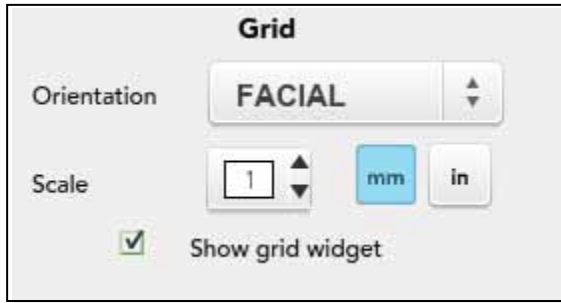 Grid
Orientation FACIAL
Scale 1 mm in
Show grid widget